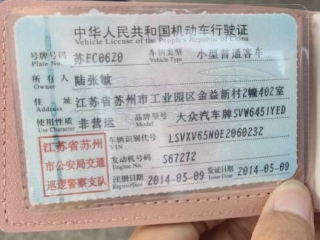 中华人民共和国机动车行驶证
Vehicle License of the People's Republic of China
号牌号码 苏FC0620 车辆类型 小型普通客车
Plate No. Vehicle Type
所有人 陆张敏
Owner
住址 江苏省苏州市工业园区金益新村2幢402室
Address
使用性质 非营运 品牌型号 大众汽车牌SVW6451YED
Use Character Model
江苏省苏州 车辆识别代号 LSVXV65N0E2060232
VIN
市公安局交通 发动机号码 S67272
Engine No.
巡逻警察支队 注册日期 2014-05-09 发证日期 2014-05-09
Register Date Issue Date